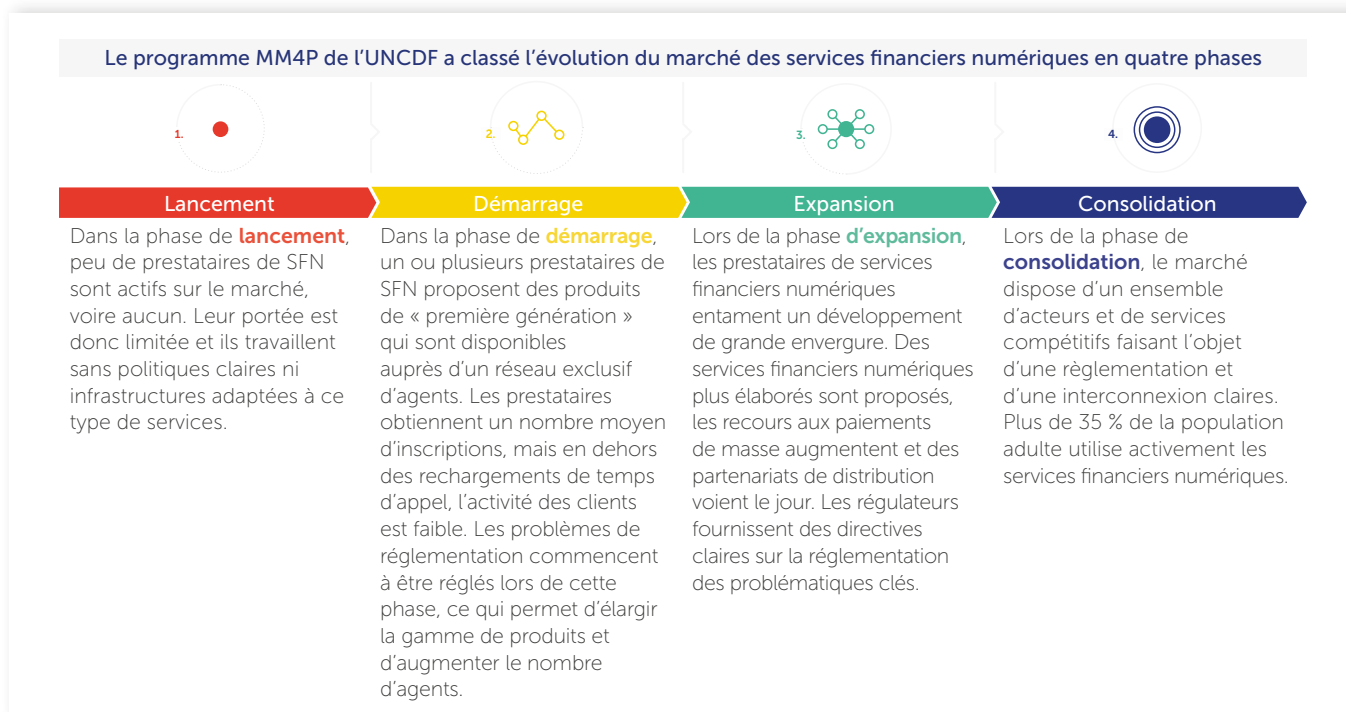 Le programme MM4P de l’UNCDF a classé l’évolution du marché des services financiers numériques en quatre phases
1.
2.
3.
4.
Lancement
Démarrage
Expansion
Consolidation
Dans la phase de lancement,
peu de prestataires de SFN
sont actifs sur le marché,
voire aucun. Leur portée est
donc limitée et ils travaillent
sans politiques claires ni
infrastructures adaptées à ce
type de services.
Dans la phase de démarrage,
un ou plusieurs prestataires de
SFN proposent des produits
de « première génération »
qui sont disponibles
auprès d’un réseau exclusif
d’agents. Les prestataires
obtiennent un nombre moyen
d’inscriptions, mais en dehors
des rechargements de temps
d’appel, l’activité des clients
est faible. Les problèmes de
réglementation commencent
à être réglés lors de cette
phase, ce qui permet d’élargir
la gamme de produits et
d’augmenter le nombre
d’agents.
Lors de la phase d’expansion,
les prestataires de services
financiers numériques
entament un développement
de grande envergure. Des
services financiers numériques
plus élaborés sont proposés,
les recours aux paiements
de masse augmentent et des
partenariats de distribution
voient le jour. Les régulateurs
fournissent des directives
claires sur la réglementation
des problématiques clés.
Lors de la phase de
consolidation, le marché
dispose d’un ensemble
d’acteurs et de services
compétitifs faisant l’objet
d’une règlementation et
d’une interconnexion claires.
Plus de 35 % de la population
adulte utilise activement les
services financiers numériques.